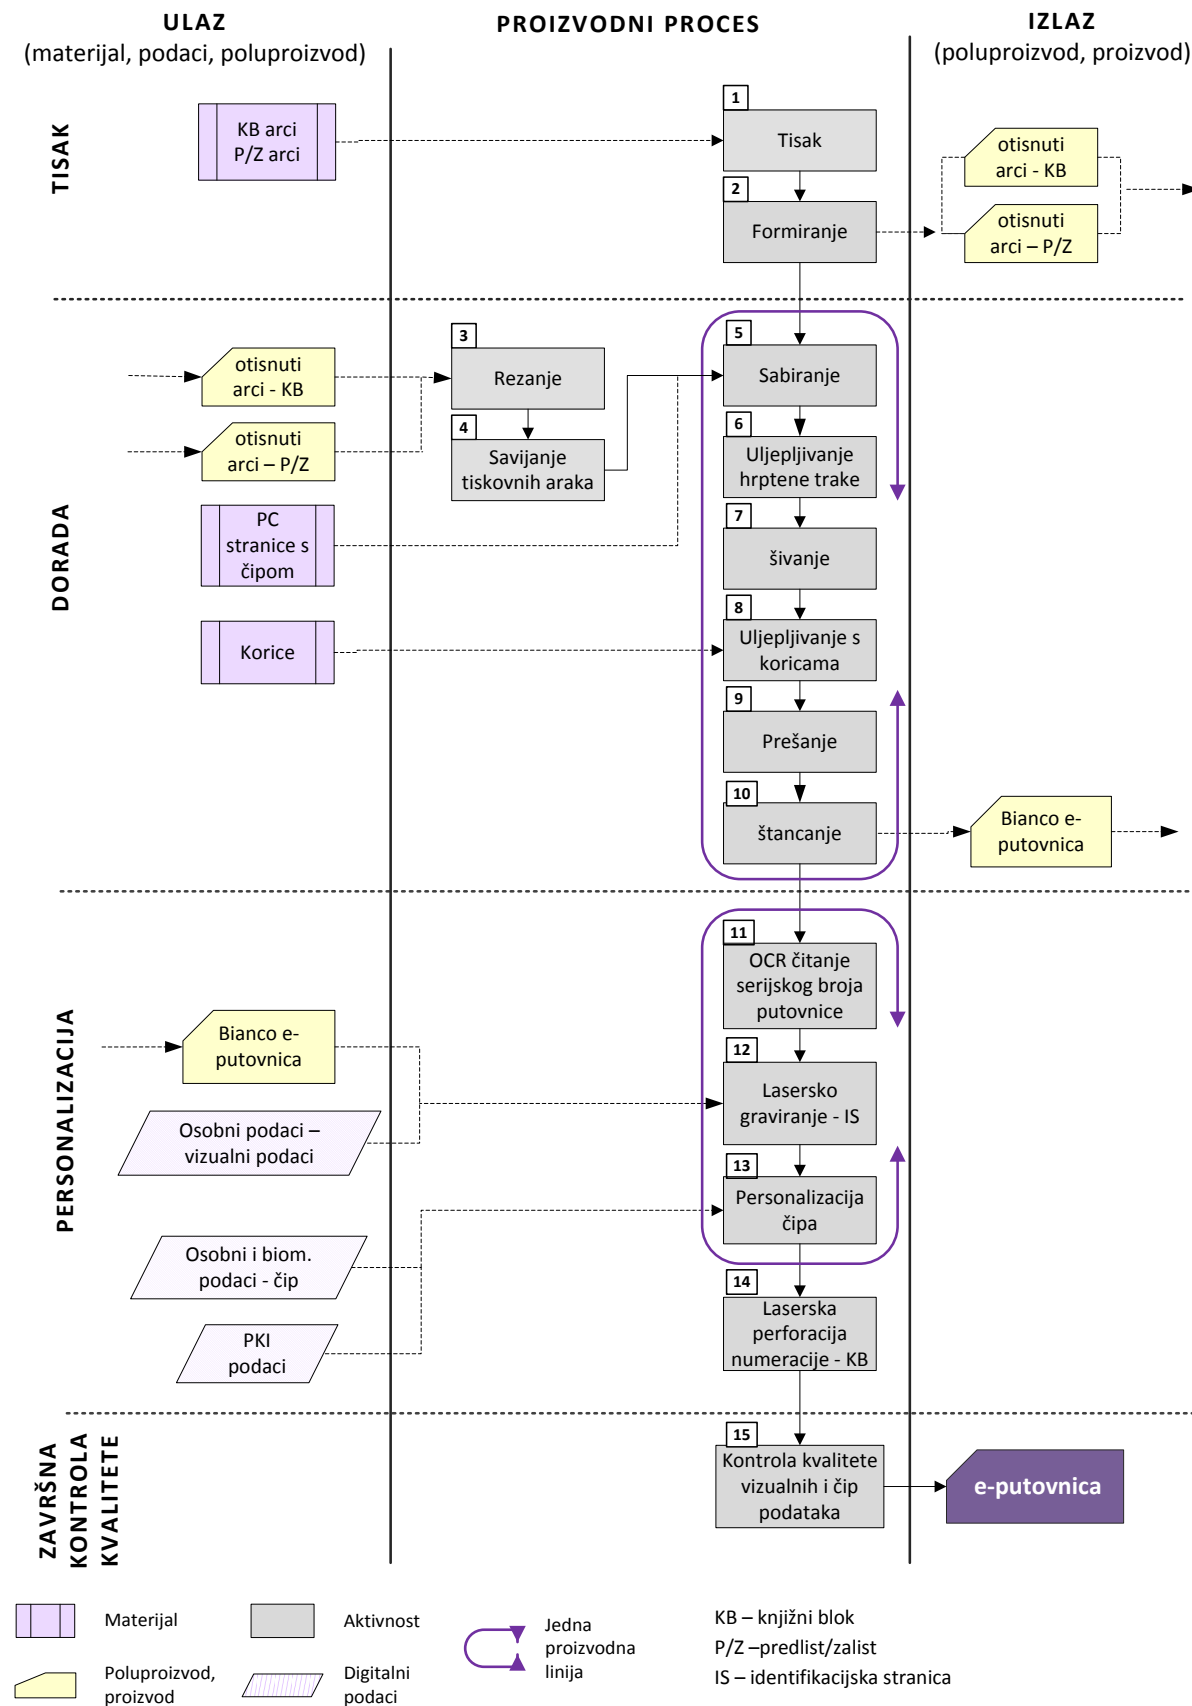 ULAZ
(materijal, podaci, poluproizvod)
PROIZVODNI PROCES
IZLAZ
(poluproizvod, proizvod)
TISAK
KB arci
P/Z arci
1
Tisak
2
Formiranje
otisnuti
arci - KB
otisnuti
arci – P/Z
DORADA
otisnuti
arci - KB
otisnuti
arci – P/Z
PC
stranice s
čipom
Korice
3
Rezanje
4
Savijanje
tiskovnih araka
5
Sabiranje
6
Uljepljivanje
hrptene trake
7
šivanje
8
Uljepljivanje s
koricama
9
Prešanje
10
štancanje
Bianco e-
putovnica
PERSONALIZACIJA
Bianco e-
putovnica
Osobni podaci –
vizualni podaci
Osobni i biom.
podaci - čip
PKI
podaci
11
OCR čitanje
serijskog broja
putovnice
12
Lasersko
graviranje - IS
13
Personalizacija
čipa
14
Laserska
perforacija
numeracije - KB
ZAVRŠNA
KONTROLA
KVALITETE
15
Kontrola kvalitete
vizualnih i čip
podataka
e-putovnica
Materijal
Aktivnost
Poluproizvod,
proizvod
Digitalni
podaci
Jedna
proizvodna
linija
KB – knjižni blok
P/Z –predlist/zalist
IS – identifikacijska stranica